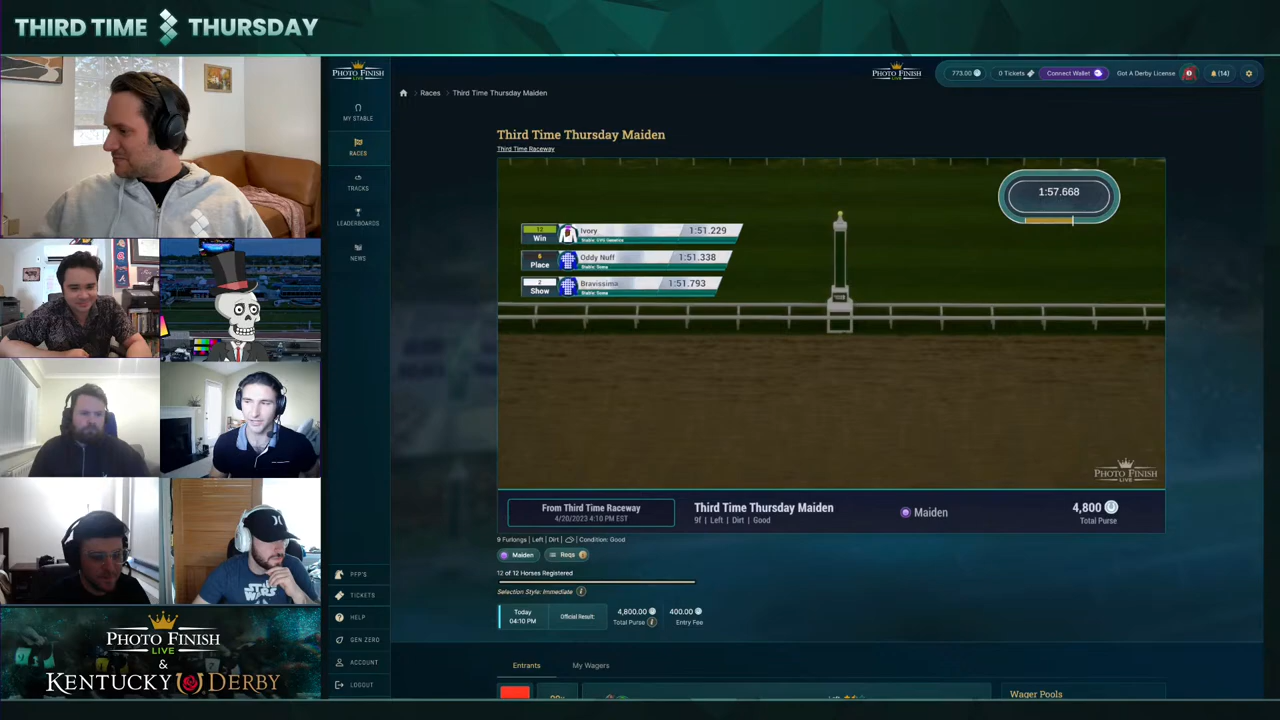 THIRD TIME THURSDAY
PHOTO FINISH
LIVE
MY STABLE
RACES
TRACKS
LEADERBOARDS
NEWS
PFP'S
TICKETS
HELP
GEN ZERO
ACCOUNT
LOGOUT
PHOTO FINISH
LIVE
773.00
0 Tickets
Connect Wallet
Got A Derby License
(14)
Races > Third Time Thursday Maiden
Third Time Thursday Maiden
Third Time Raceway
1:57.668
12 Win Ivory 1:51.229
Place Oddy Nuff 1:51.338
2 Show Bravissima 1:51.793
PHOTO FINISH
LIVE
From Third Time Raceway
4/20/2023 4:10 PM EST
Third Time Thursday Maiden
9f | Left | Dirt | Good
Maiden
4,800
Total Purse
9 Furlongs | Left | Dirt | Condition: Good
Maiden
Reqs
12 of 12 Horses Registered
Selection Style: Immediate
Today
04:10 PM
Official Result:
4,800.00
Total Purse
400.00
Entry Fee
Entrants
My Wagers
Wager Pools
STAR WARS
PHOTO FINISH
LIVE
&
KENTUCKY DERBY